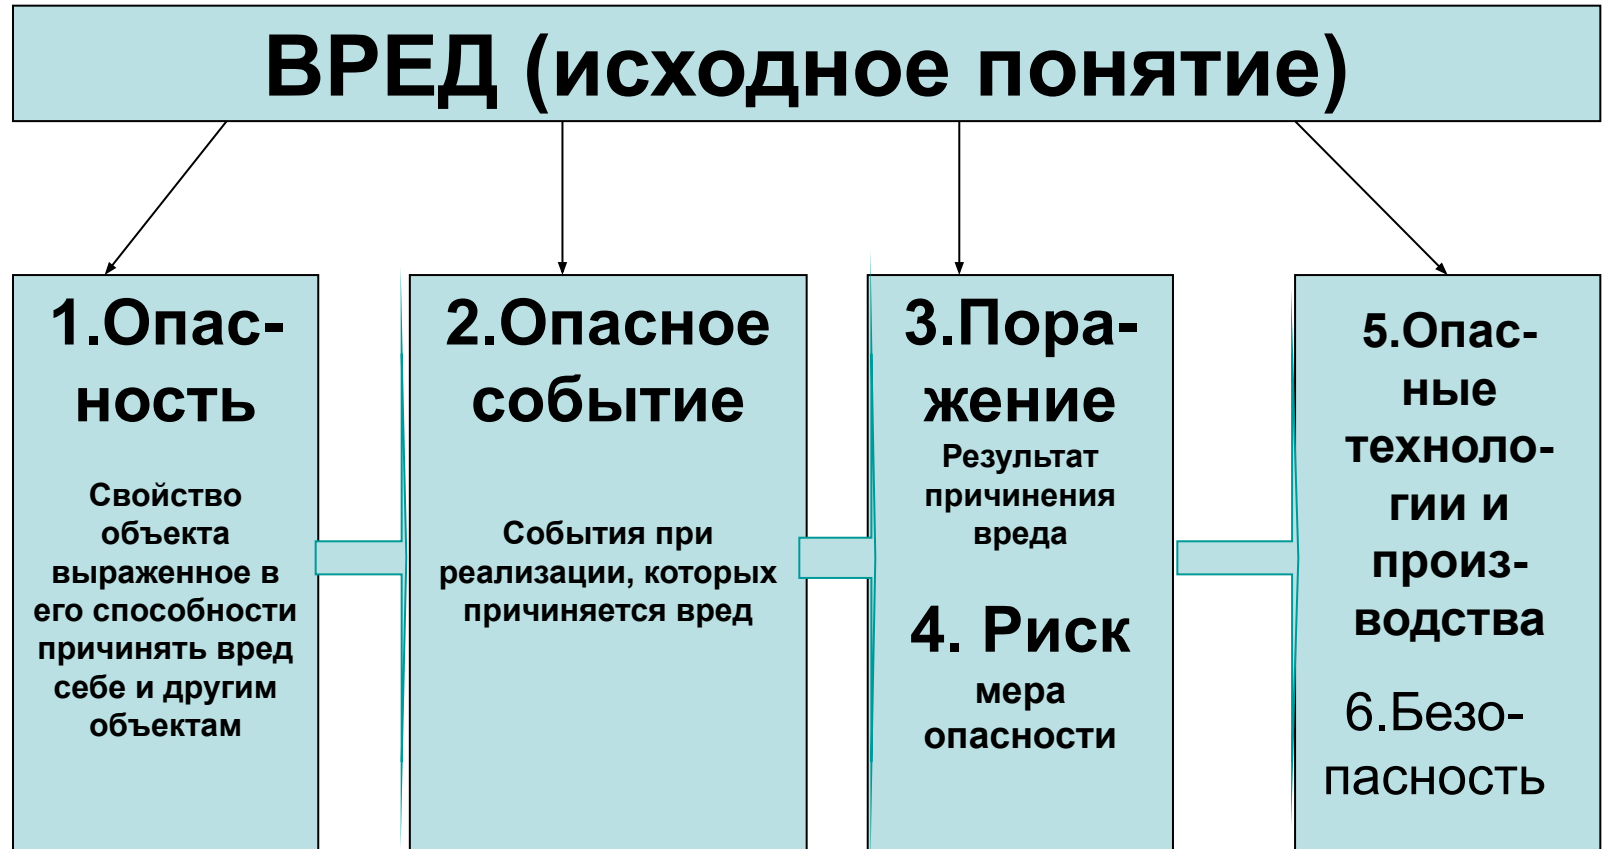 ВРЕД (исходное понятие)
1.Опас-
ность
Свойство
объекта
выраженное в
его способности
причинять вред
себе и другим
объектам
2.Опасное
событие
События при
реализации, которых
причиняется вред
3.Пора-
жение
Результат
причинения
вреда
4. Риск
мера
опасности
5.Опас-
ные
техноло-
гии и
произ-
водства
6.Безо-
пасность